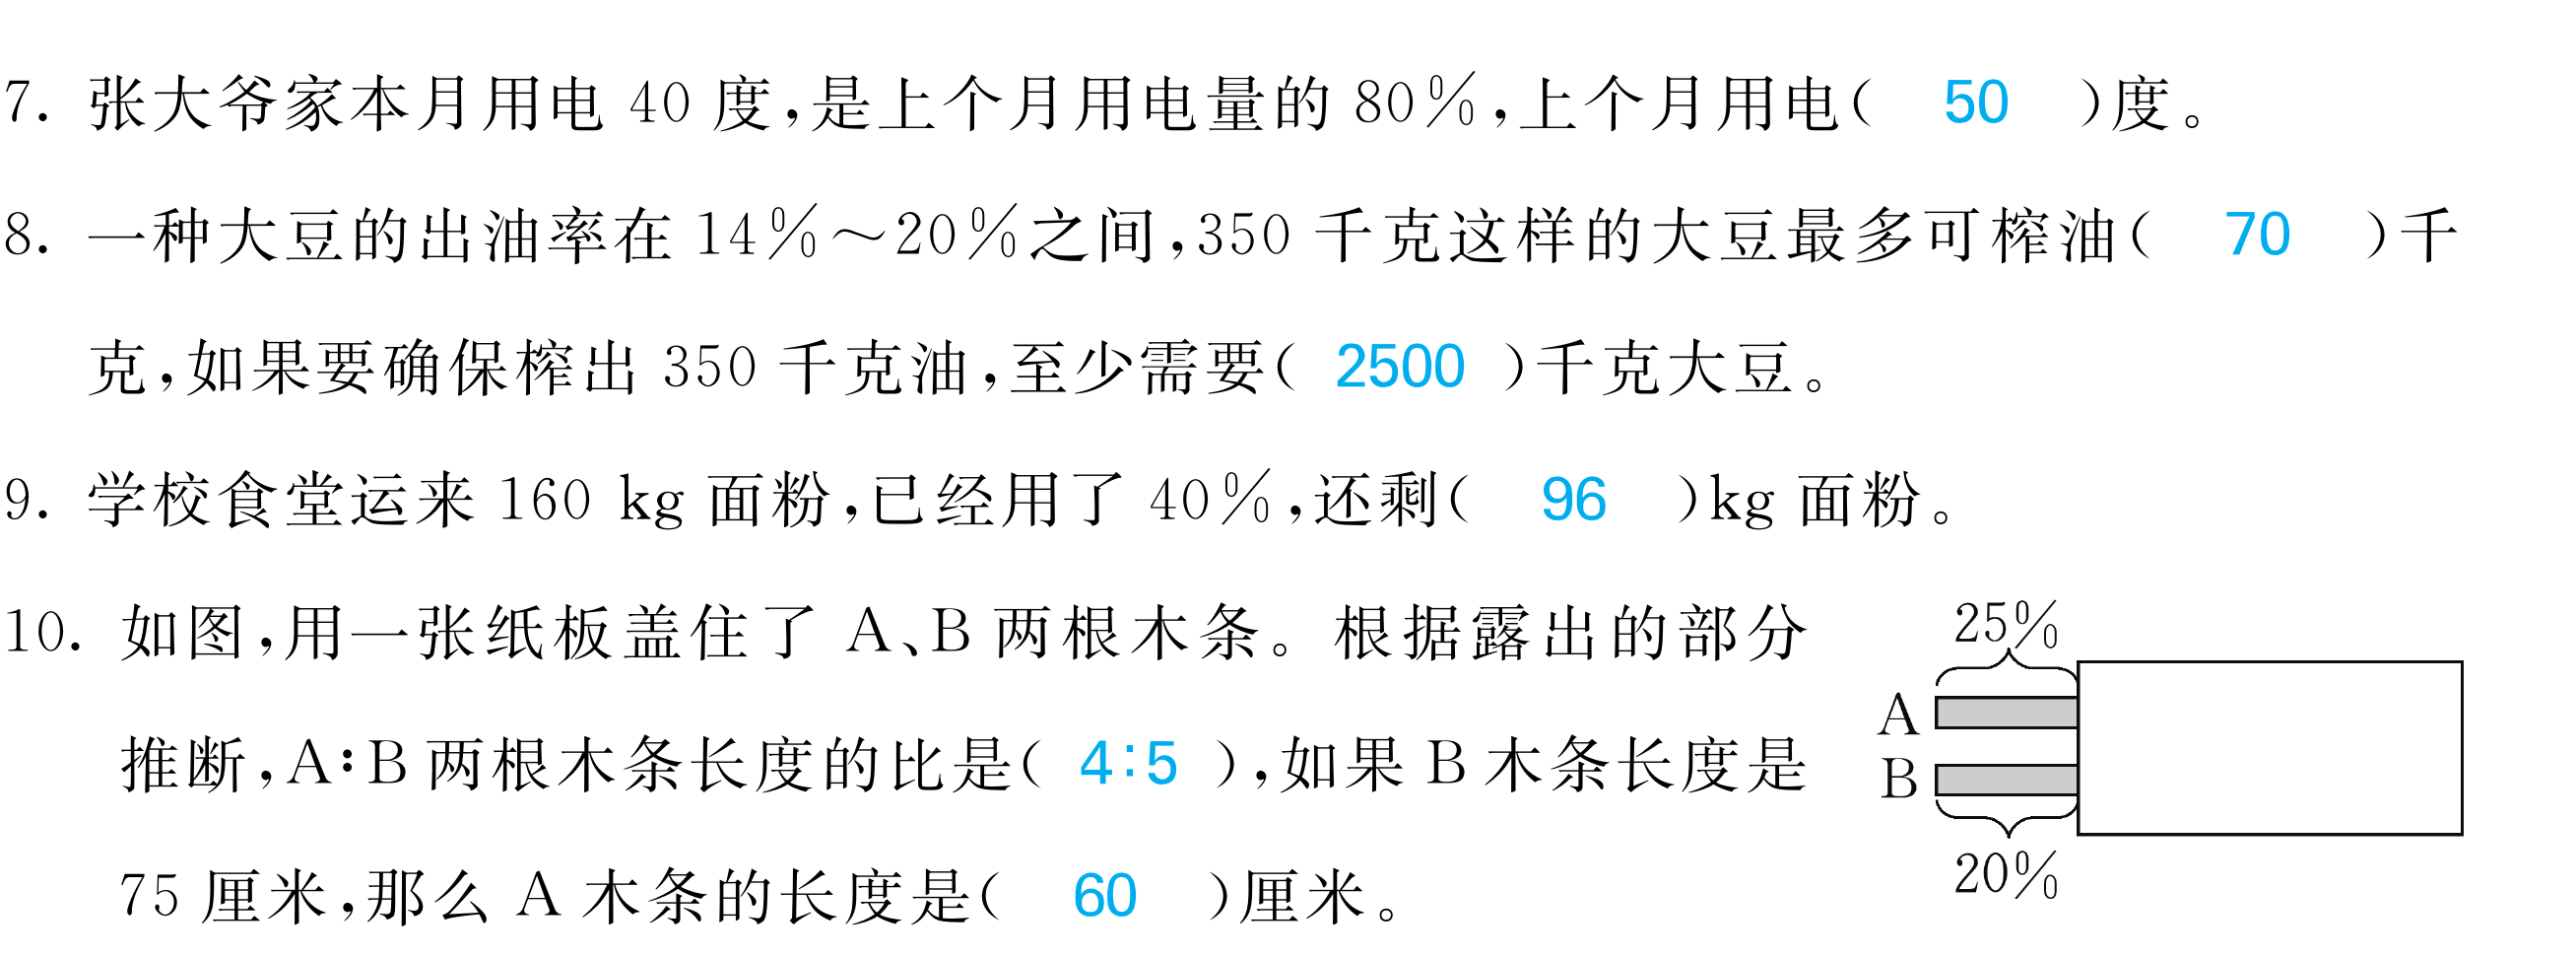 7. 张大爷家本月用电 40 度,是上个月用电量的 80%,上个月用电( 50 )度。
8. 一种大豆的出油率在 14%～20%之间,350 千克这样的大豆最多可榨油( 70 )千
克,如果要确保榨出 350 千克油,至少需要( 2500 )千克大豆。
9. 学校食堂运来 160 kg 面粉,已经用了 40%,还剩( 96 )kg 面粉。
10. 如图,用一张纸板盖住了 A、B 两根木条。根据露出的部分
推断,A∶B 两根木条长度的比是( 4∶5 ),如果 B 木条长度是
75 厘米,那么 A 木条的长度是( 60 )厘米。
25%
A
B
20%